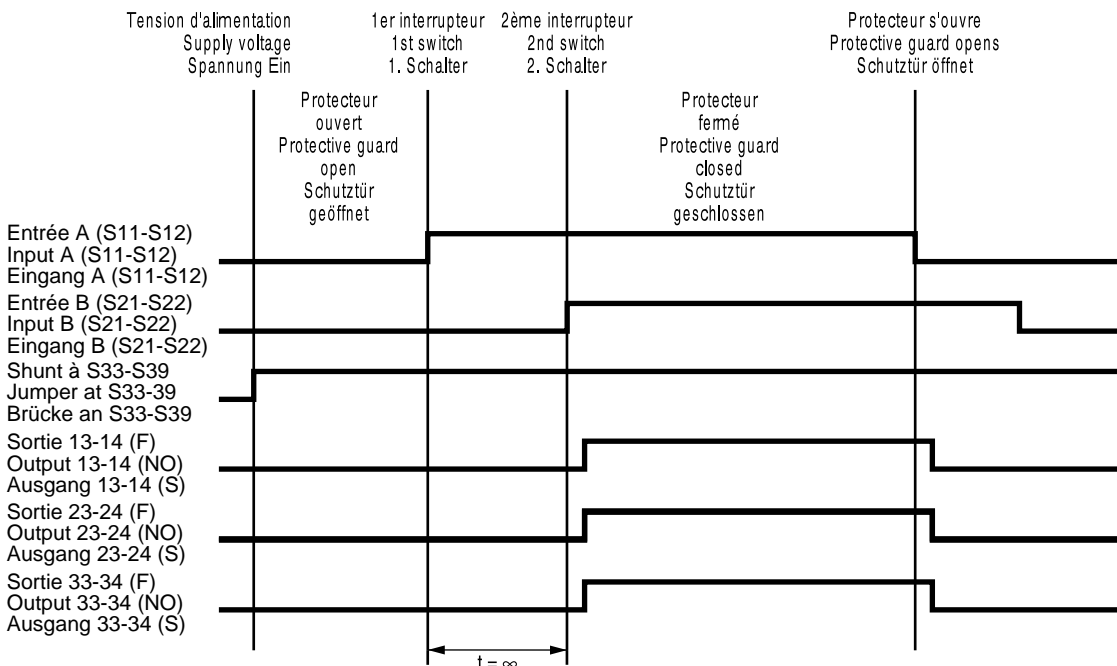 Tension d'alimentation
Supply voltage
Spannung Ein
1er interrupteur
1st switch
1. Schalter
2ème interrupteur
2nd switch
2. Schalter
Protecteur s'ouvre
Protective guard opens
Schutztür öffnet
Protecteur
ouvert
Protective guard
open
Schutztür
geöffnet
Protecteur
fermé
Protective guard
closed
Schutztür
geschlossen
Entrée A (S11-S12)
Input A (S11-S12)
Eingang A (S11-S12)
Entrée B (S21-S22)
Input B (S21-S22)
Eingang B (S21-S22)
Shunt à S33-S39
Jumper at S33-39
Brücke an S33-S39
Sortie 13-14 (F)
Output 13-14 (NO)
Ausgang 13-14 (S)
Sortie 23-24 (F)
Output 23-24 (NO)
Ausgang 23-24 (S)
Sortie 33-34 (F)
Output 33-34 (NO)
Ausgang 33-34 (S)
t = ∞